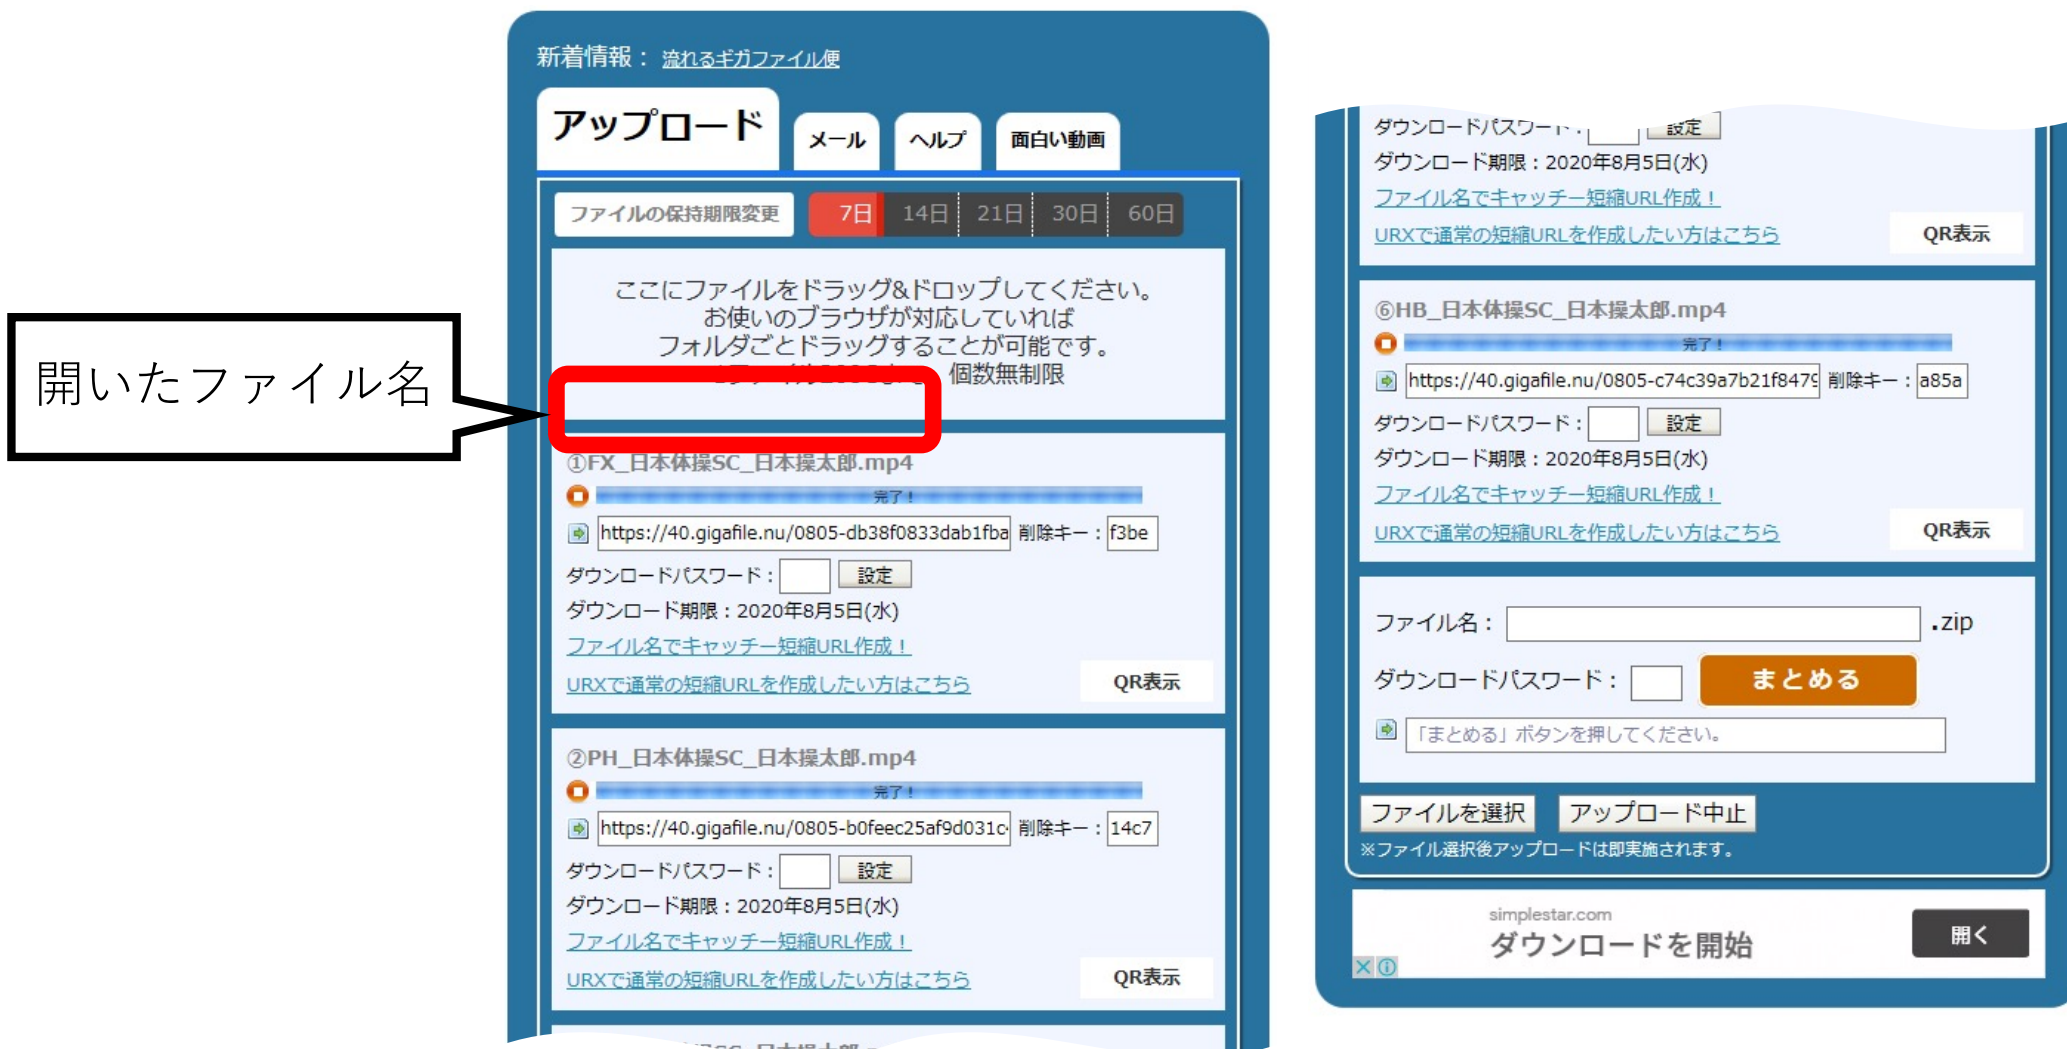 開いたファイル名
新着情報： 流れるギガファイル便
アップロード
メール
ヘルプ
面白い動画
ファイルの保持期限変更
7日
14日
21日
30日
60日
ここにファイルをドラッグ&ドロップしてください。
お使いのブラウザが対応していれば
フォルダごとドラッグすることが可能です。
個数無制限
①FX_日本体操SC_日本操太郎.mp4
完了！
https://40.gigafile.nu/0805-db38f0833dab1fba 削除キー：f3be
ダウンロードパスワード： 設定
ダウンロード期限：2020年8月5日(水)
ファイル名でキャッチー短縮URL作成！
URXで通常の短縮URLを作成したい方はこちら
QR表示
②PH_日本体操SC_日本操太郎.mp4
完了！
https://40.gigafile.nu/0805-b0feec25af9d031c 削除キー：14c7
ダウンロードパスワード： 設定
ダウンロード期限：2020年8月5日(水)
ファイル名でキャッチー短縮URL作成！
URXで通常の短縮URLを作成したい方はこちら
QR表示
ダウンロードパスワード： 設定
ダウンロード期限：2020年8月5日(水)
ファイル名でキャッチー短縮URL作成！
URXで通常の短縮URLを作成したい方はこちら
QR表示
⑥HB_日本体操SC_日本操太郎.mp4
完了！
https://40.gigafile.nu/0805-c74c39a7b21f8479 削除キー：a85a
ダウンロードパスワード： 設定
ダウンロード期限：2020年8月5日(水)
ファイル名でキャッチー短縮URL作成！
URXで通常の短縮URLを作成したい方はこちら
QR表示
ファイル名： .zip
ダウンロードパスワード： まとめる
「まとめる」ボタンを押してください。
ファイルを選択
アップロード中止
※ファイル選択後アップロードは即実施されます。
simplestar.com
ダウンロードを開始
開く